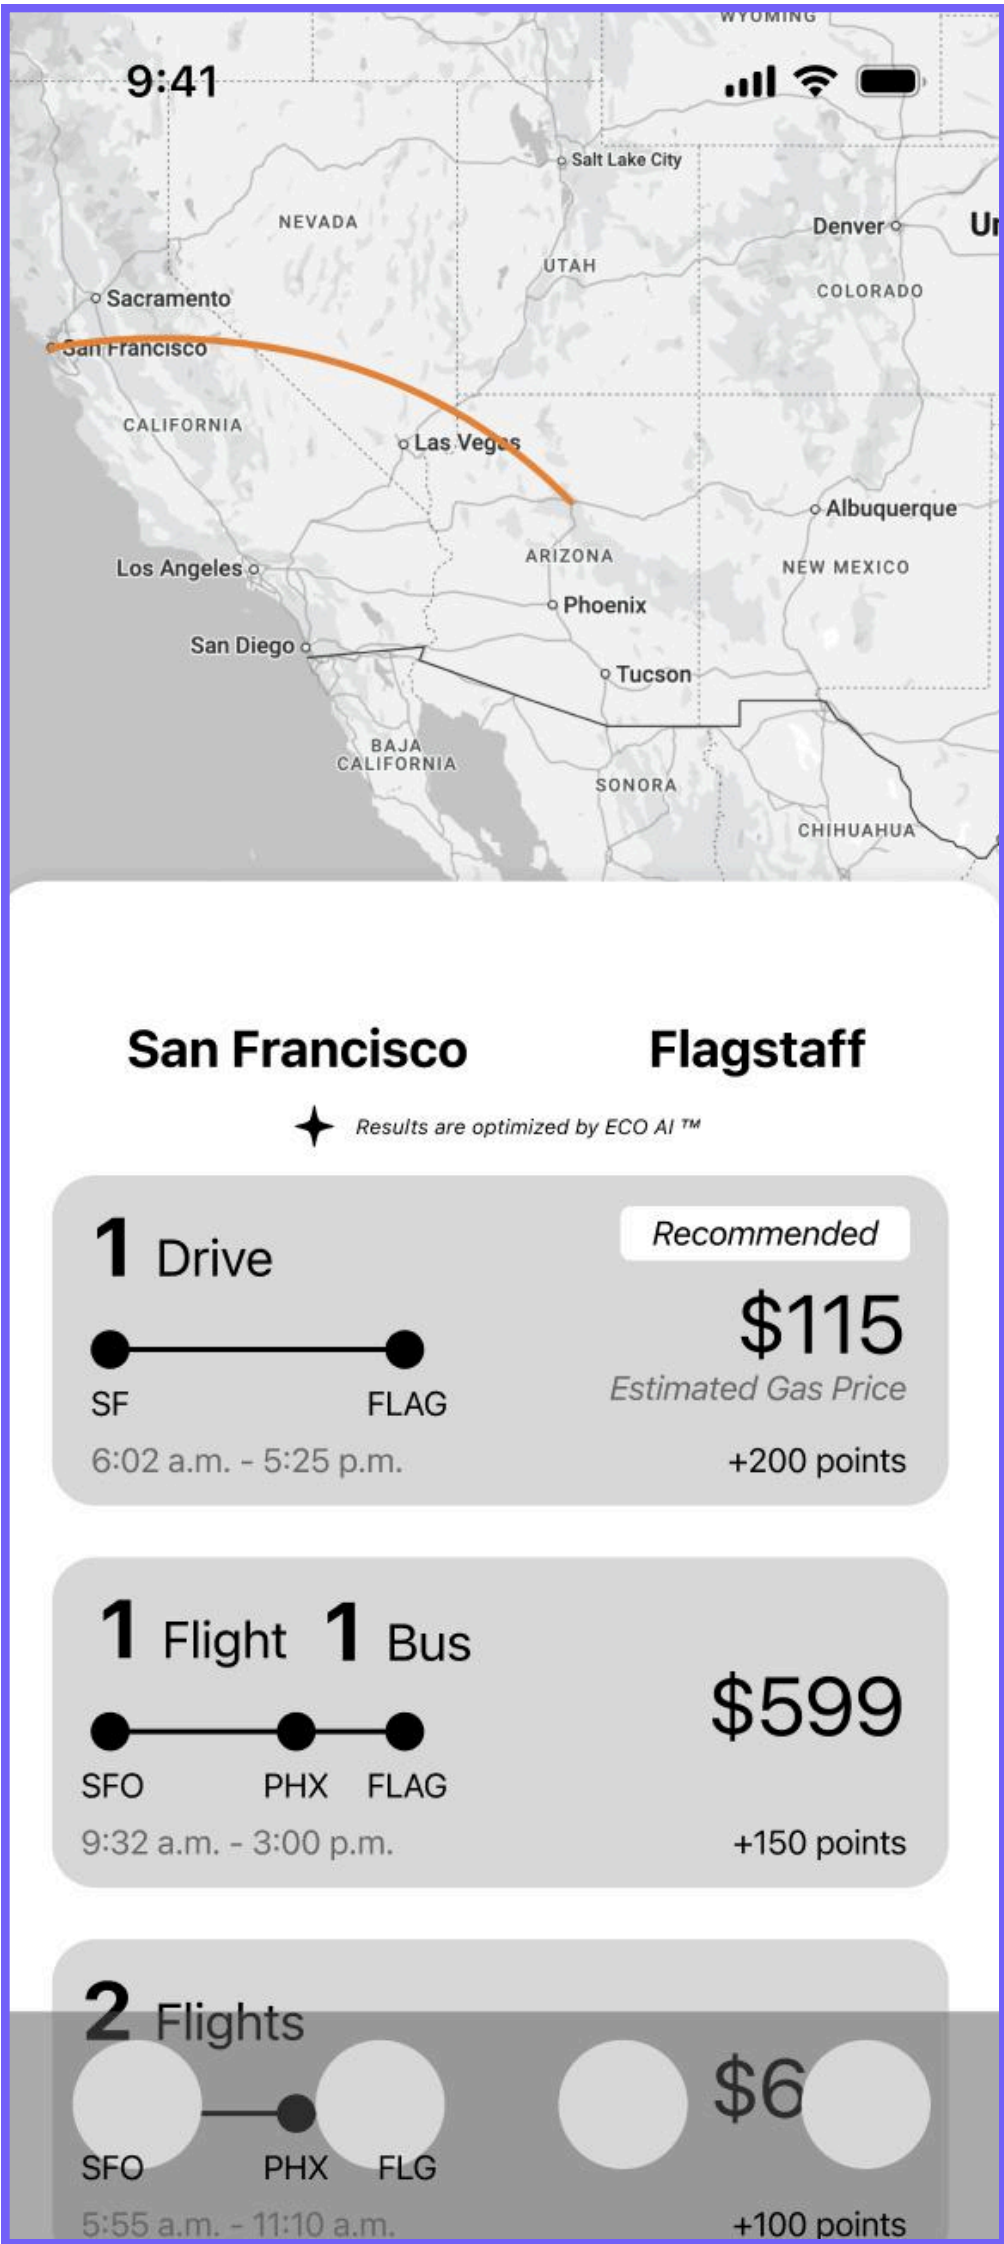 WYOMING
9:41
Salt Lake City
NEVADA
Denver
UTAH
COLORADO
Sacramento
San Francisco
CALIFORNIA
Las Vegas
Albuquerque
ARIZONA
NEW MEXICO
Los Angeles
Phoenix
San Diego
Tucson
BAJA
CALIFORNIA
SONORA
CHIHUAHUA
San Francisco Flagstaff
Results are optimized by ECO AI ™
1 Drive
Recommended
$115
SF FLAG
Estimated Gas Price
6:02 a.m. - 5:25 p.m.
+200 points
1 Flight 1 Bus
$599
SFO PHX FLAG
9:32 a.m. - 3:00 p.m.
+150 points
2 Flights
$6
SFO PHX FLG
5:55 a.m. - 11:10 a.m.
+100 points